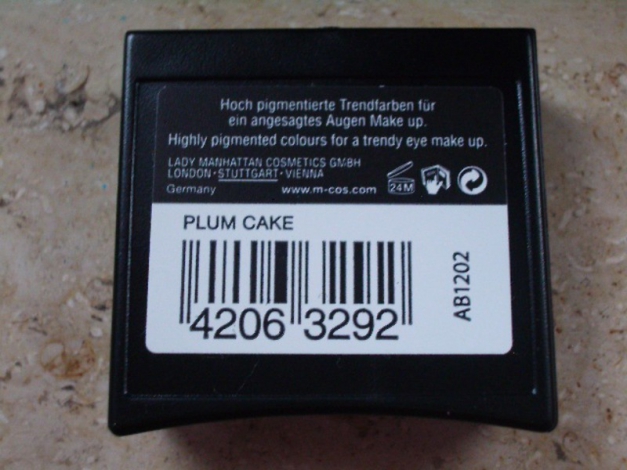 Hoch pigmentierte Trendfarben für
ein angesagtes Augen Make up.
Highly pigmented colours for a trendy eye make up.
LADY MANHATTAN COSMETICS GMBH
LONDON · STUTTGART · VIENNA
Germany www.m-cos.com 24M
PLUM CAKE
4206 3292
AB1202